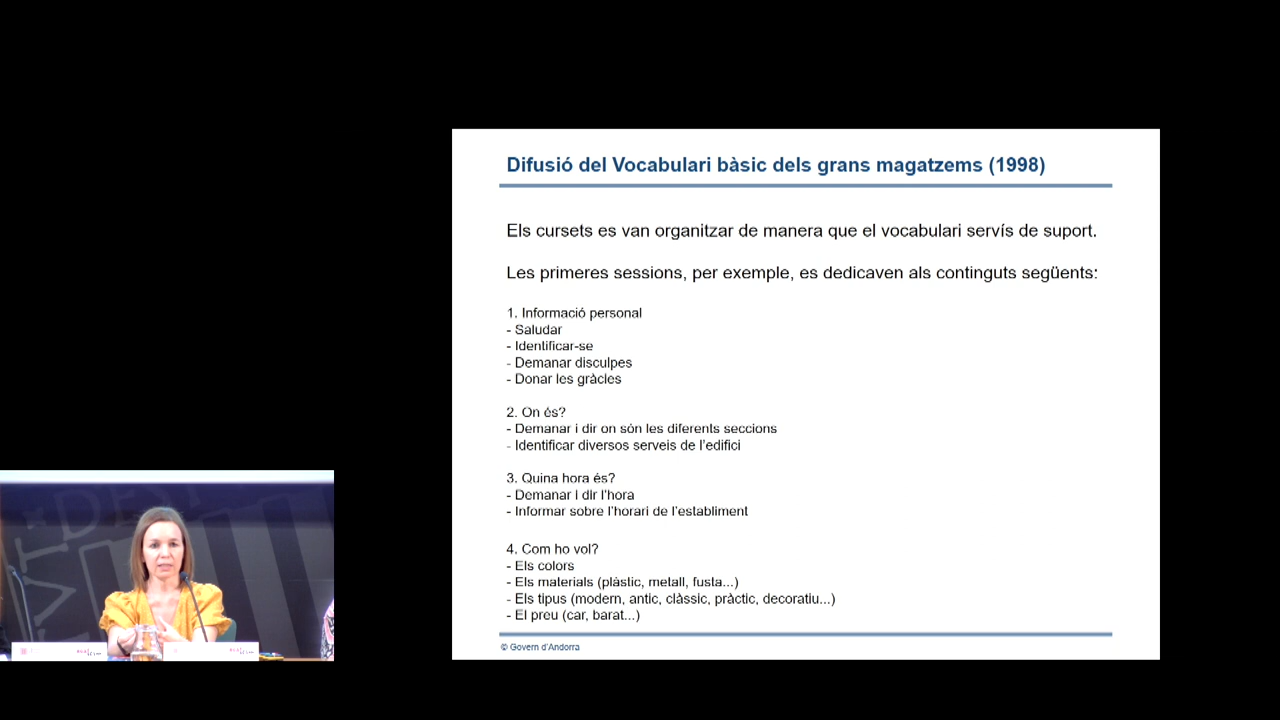 Difusió del Vocabulari bàsic dels grans magatzems (1998)
Els cursets es van organitzar de manera que el vocabulari servís de suport.
Les primeres sessions, per exemple, es dedicaven als continguts següents:
1. Informació personal
- Saludar
- Identificar-se
- Demanar disculpes
- Donar les gràcies
2. On és?
- Demanar i dir on són les diferents seccions
- Identificar diversos serveis de l'edifici
3. Quina hora és?
- Demanar i dir l'hora
- Informar sobre l'horari de l'establiment
4. Com ho vol?
- Els colors
- Els materials (plàstic, metall, fusta...)
- Els tipus (modern, antic, clàssic, pràctic, decoratiu...)
- El preu (car, barat...)
© Govern d'Andorra